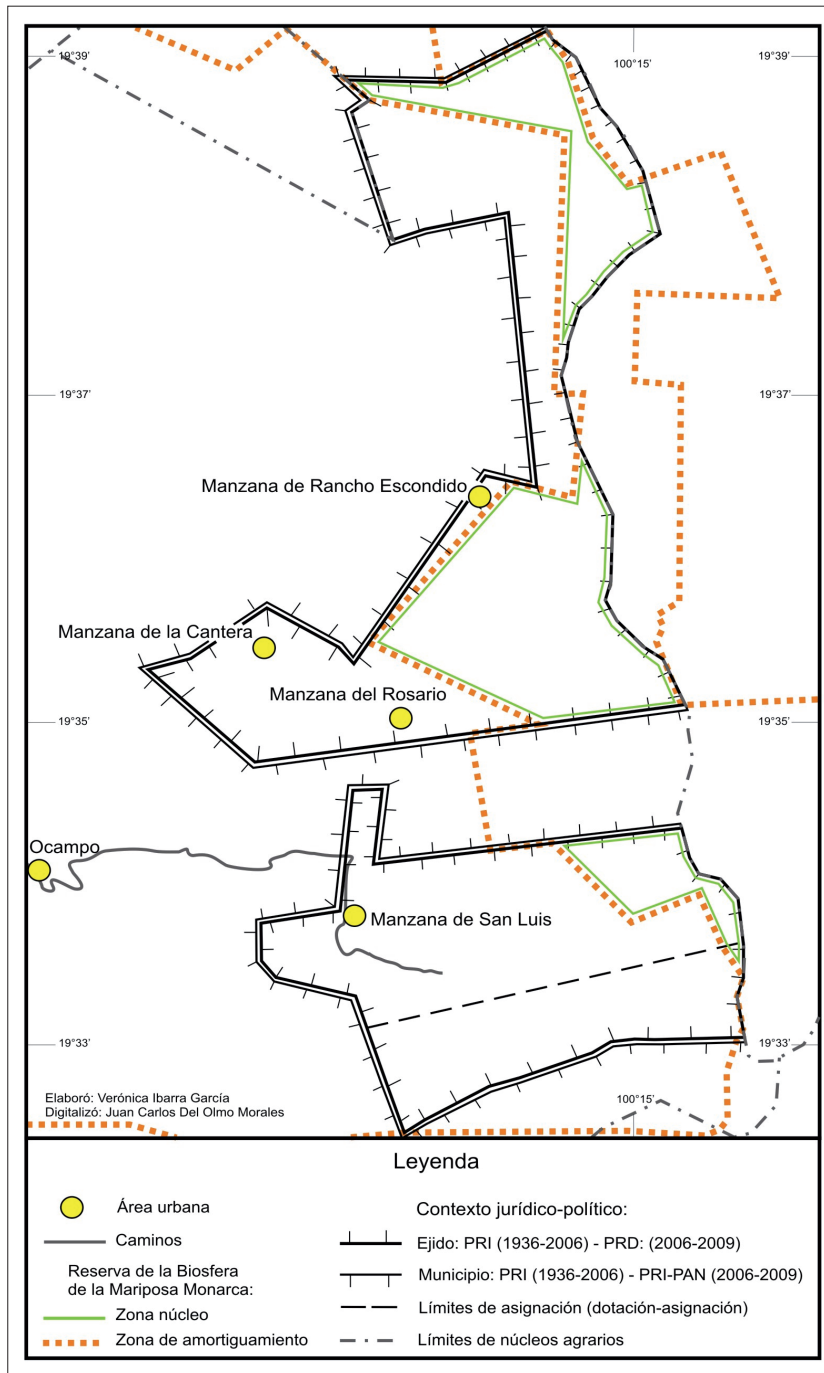 100°15'
19°39'
19°39'
19°37'
19°37'
Manzana de Rancho Escondido
Manzana de la Cantera
Manzana del Rosario
19°35'
19°35'
Ocampo
Manzana de San Luis
19°33'
19°33'
Elaboró: Verónica Ibarra García
Digitalizó: Juan Carlos Del Olmo Morales
100°15'
Leyenda
Área urbana
Caminos
Reserva de la Biosfera
de la Mariposa Monarca:
Zona núcleo
Zona de amortiguamiento
Contexto jurídico-político:
Ejido: PRI (1936-2006) - PRD: (2006-2009)
Municipio: PRI (1936-2006) - PRI-PAN (2006-2009)
Límites de asignación (dotación-asignación)
Límites de núcleos agrarios